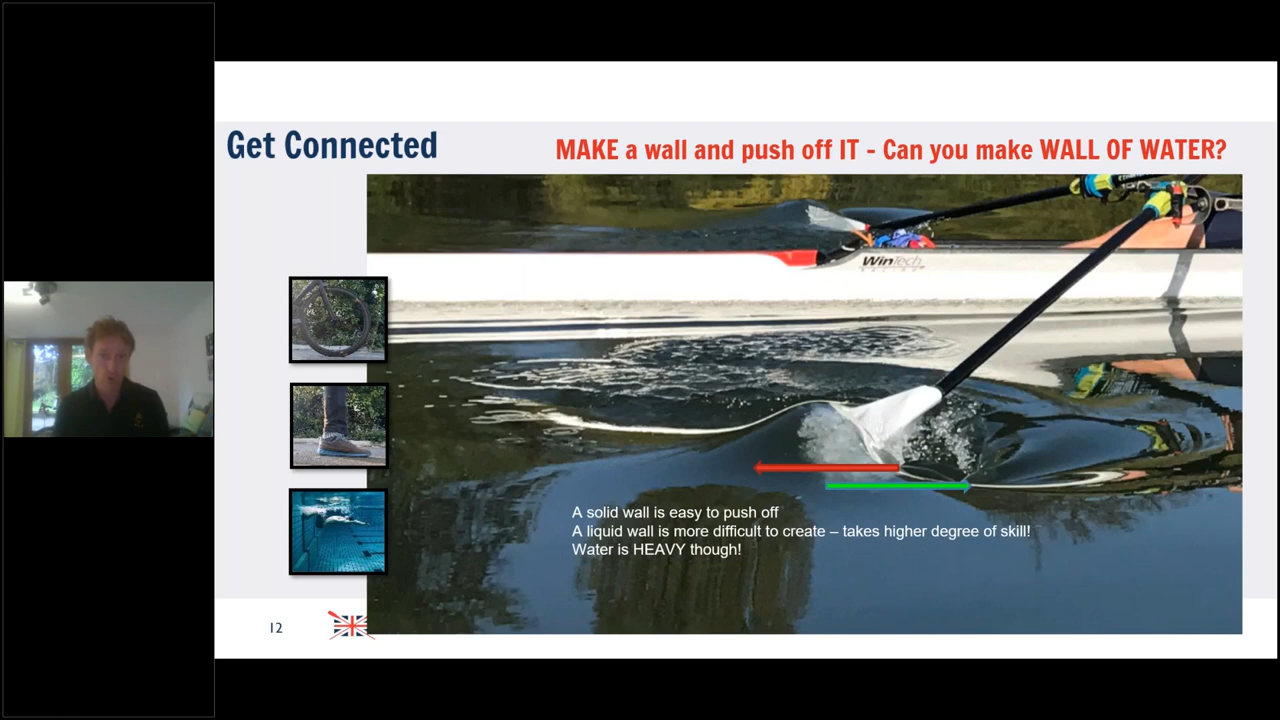 Get Connected
MAKE a wall and push off IT - Can you make WALL OF WATER?
WinTech
A solid wall is easy to push off
A liquid wall is more difficult to create – takes higher degree of skill!
Water is HEAVY though!
12